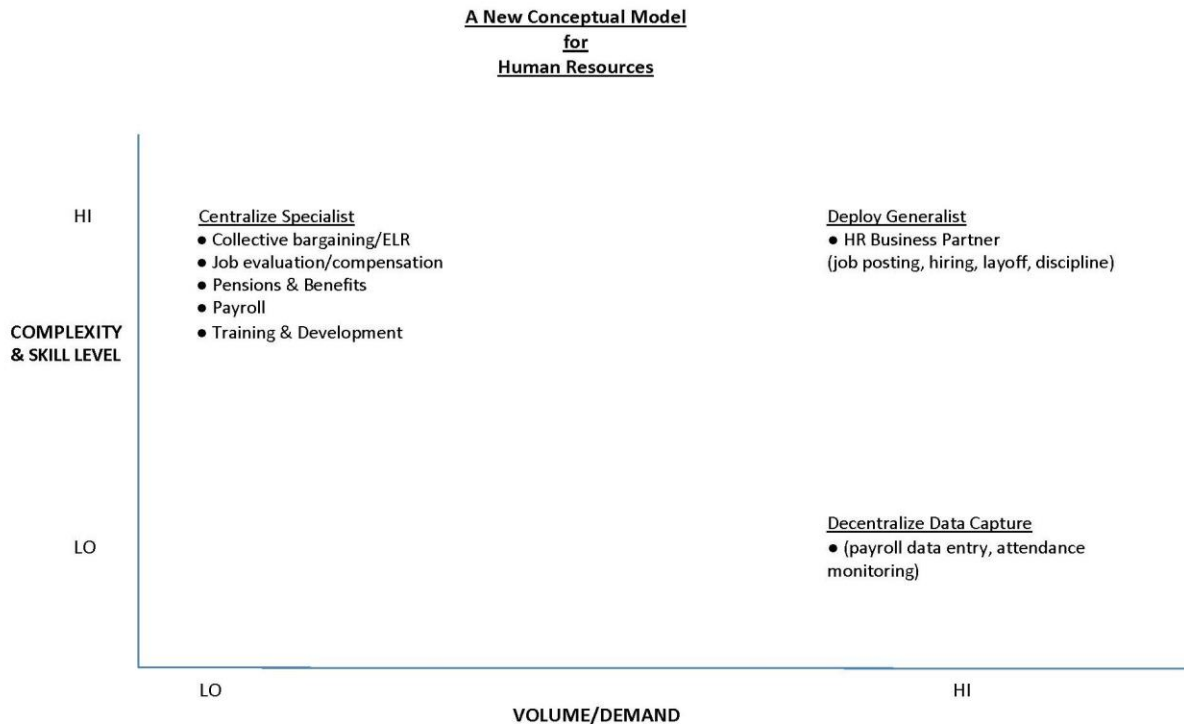 A New Conceptual Model
for
Human Resources
HI
Centralize Specialist
● Collective bargaining/ELR
● Job evaluation/compensation
● Pensions & Benefits
● Payroll
● Training & Development
Deploy Generalist
● HR Business Partner
(job posting, hiring, layoff, discipline)
COMPLEXITY
& SKILL LEVEL
LO
Decentralize Data Capture
● (payroll data entry, attendance
monitoring)
LO
HI
VOLUME/DEMAND